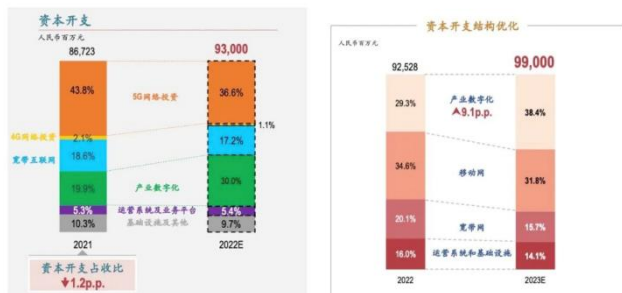 资本开支
人民币百万元
86,723
93,000
43.8%
5G网络投资
36.6%
4G网络投资
2.1%
1.1%
宽带互联网
18.6%
17.2%
19.9%
产业数字化
30.0%
5.3%
运营系统及业务平台
5.4%
10.3%
基础设施及其他
9.7%
2021
2022E
资本开支占收比
1.2p.p.
资本开支结构优化
人民币百万元
92,528
99,000
29.3%
产业数字化
9.1p.p.
38.4%
34.6%
移动网
31.8%
20.1%
宽带网
15.7%
16.0%
运营系统和基础设施
14.1%
2022
2023E